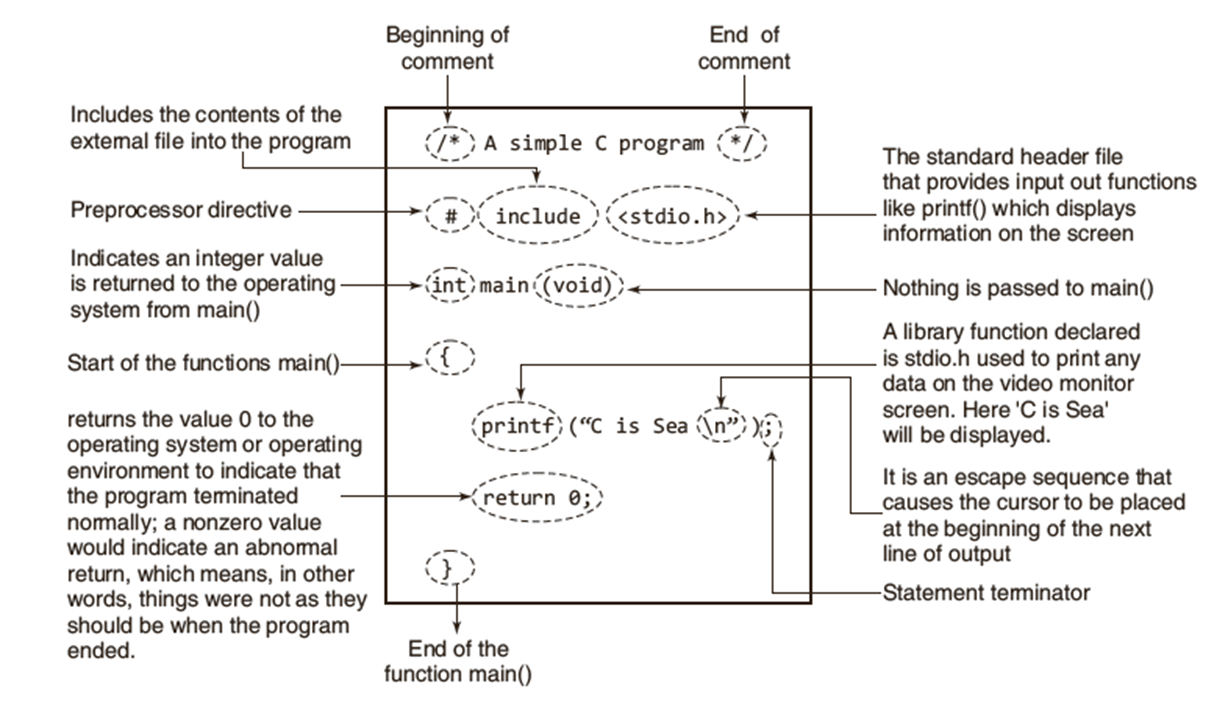 Beginning of
comment
End of
comment
Includes the contents of the
external file into the program
/* A simple C program */
The standard header file
that provides input out functions
like printf() which displays
information on the screen
Preprocessor directive
# include <stdio.h>
Indicates an integer value
is returned to the operating
system from main()
int main (void)
Nothing is passed to main()
Start of the functions main()
{
A library function declared
is stdio.h used to print any
data on the video monitor
screen. Here 'C is Sea'
will be displayed.
printf (“C is Sea \n” );
returns the value 0 to the
operating system or operating
environment to indicate that
the program terminated
normally; a nonzero value
would indicate an abnormal
return, which means, in other
words, things were not as they
should be when the program
ended.
return 0;
It is an escape sequence that
causes the cursor to be placed
at the beginning of the next
line of output
}
Statement terminator
End of the
function main()